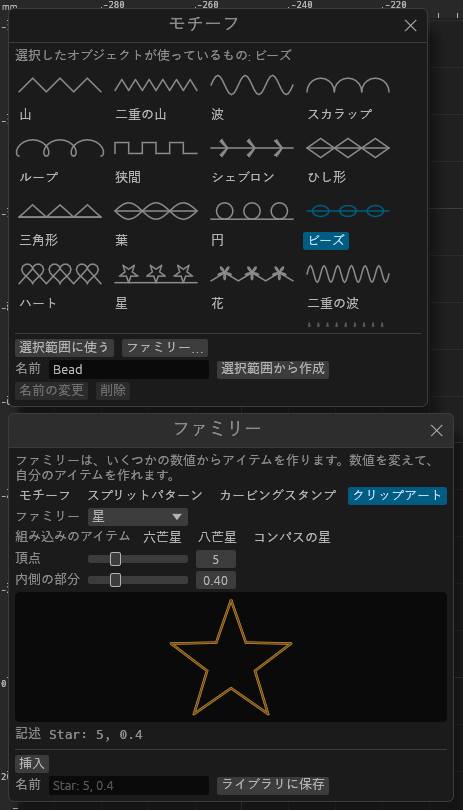 mm
-280
-260
-240
-220
モチーフ
選択したオブジェクトが使っているもの: ビーズ
山 二重の山 波 スカラップ
ループ 狭間 シェブロン ひし形
三角形 葉 円 ビーズ
ハート 星 花 二重の波
選択範囲に使う ファミリー...
名前 Bead 選択範囲から作成
名前の変更 削除
ファミリー
ファミリーは、いくつかの数値からアイテムを作ります。数値を変えて、
自分のアイテムを作れます。
モチーフ スプリットパターン カービングスタンプ クリップアート
ファミリー 星
組み込みのアイテム 六芒星 八芒星 コンパスの星
頂点 5
内側の部分 0.40
記述 Star: 5, 0.4
挿入
名前 Star: 5, 0.4 ライブラリに保存